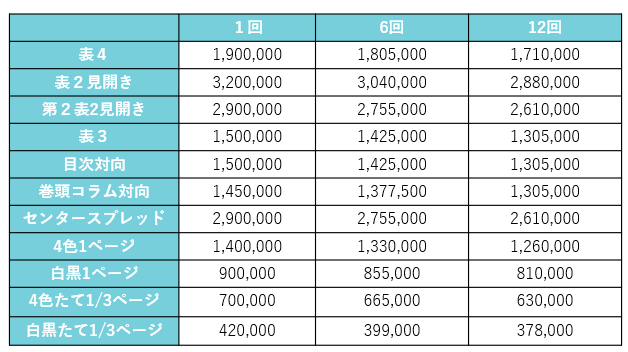 1回 6回 12回
表4 1,900,000 1,805,000 1,710,000
表2見開き 3,200,000 3,040,000 2,880,000
第2表2見開き 2,900,000 2,755,000 2,610,000
表3 1,500,000 1,425,000 1,305,000
目次対向 1,500,000 1,425,000 1,305,000
巻頭コラム対向 1,450,000 1,377,500 1,305,000
センタースプレッド 2,900,000 2,755,000 2,610,000
4色1ページ 1,400,000 1,330,000 1,260,000
白黒1ページ 900,000 855,000 810,000
4色たて1/3ページ 700,000 665,000 630,000
白黒たて1/3ページ 420,000 399,000 378,000